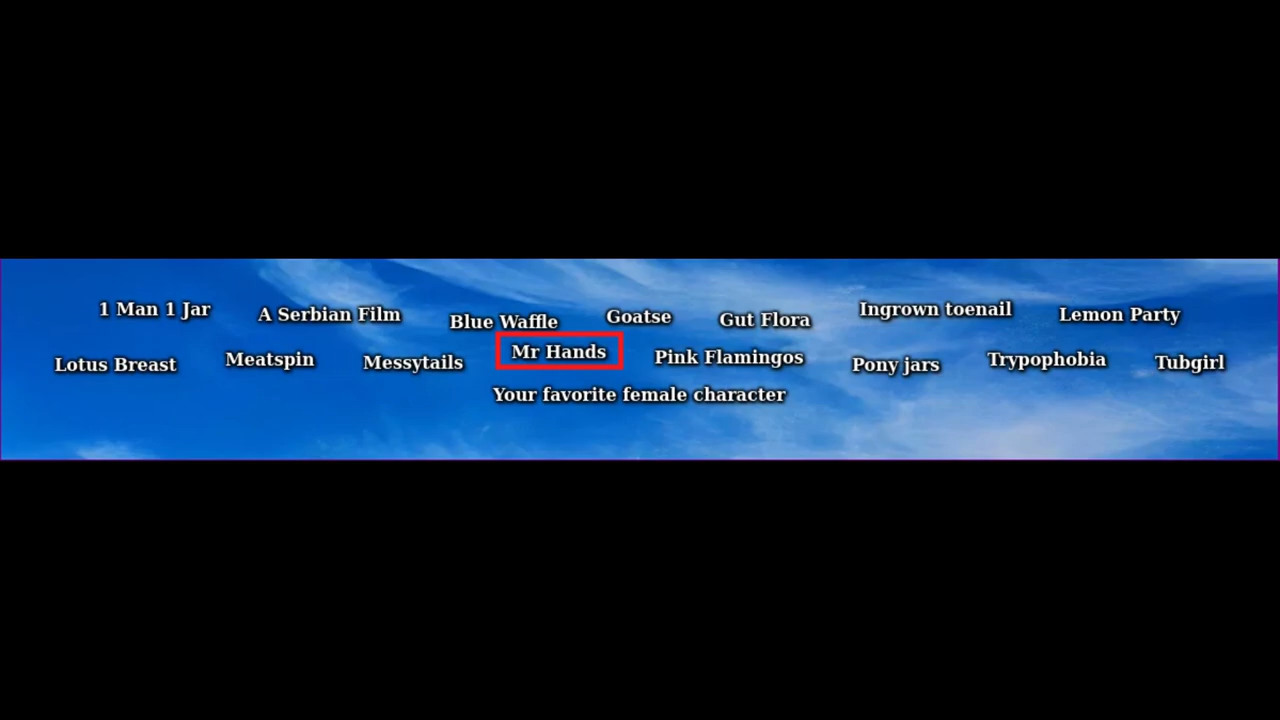 1 Man 1 Jar A Serbian Film Blue Waffle Goatse Gut Flora Ingrown toenail Lemon Party
Lotus Breast Meatspin Messytails Mr Hands Pink Flamingos Pony jars Trypophobia Tubgirl
Your favorite female character